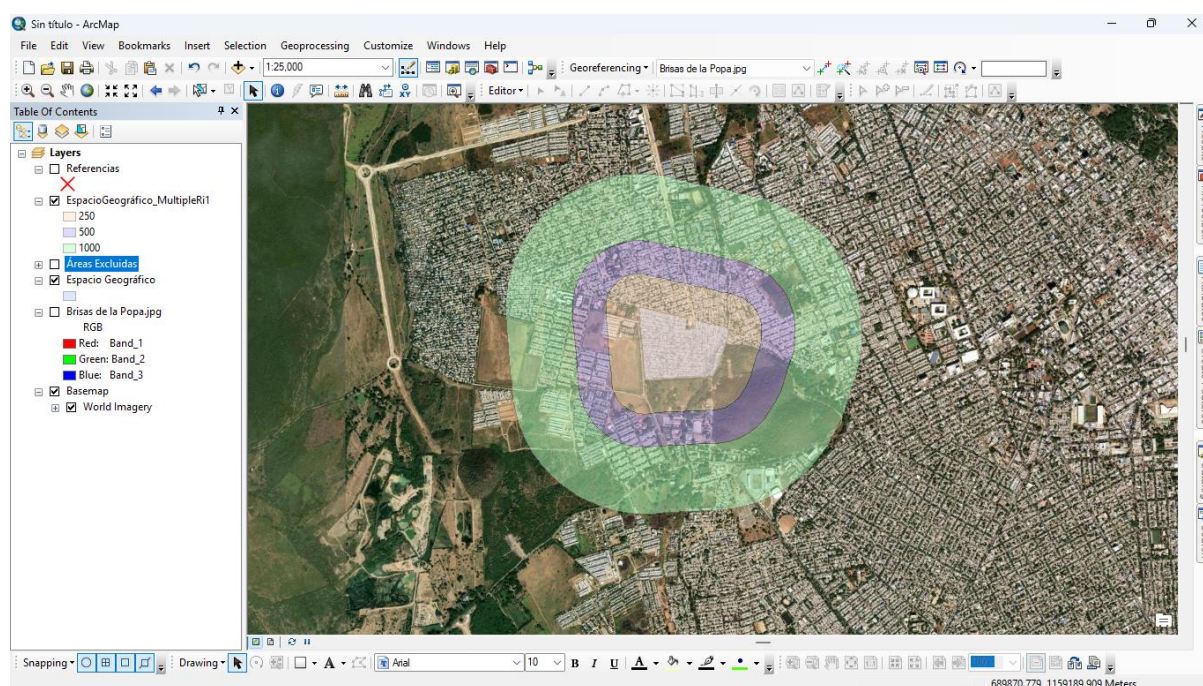 Sin título - ArcMap
File Edit View Bookmarks Insert Selection Geoprocessing Customize Windows Help
1:25,000 Georeferencing Brisas de la Popa.jpg
Editor
Table Of Contents
Layers
Referencias
EspacioGeográfico_MultipleRi1
250
500
1000
Áreas Excluidas
Espacio Geográfico
Brisas de la Popa.jpg
RGB
Red: Band_1
Green: Band_2
Blue: Band_3
Basemap
World Imagery
Snapping Drawing A Arial 10 B I U A
689870,779 1159189,909 Meters